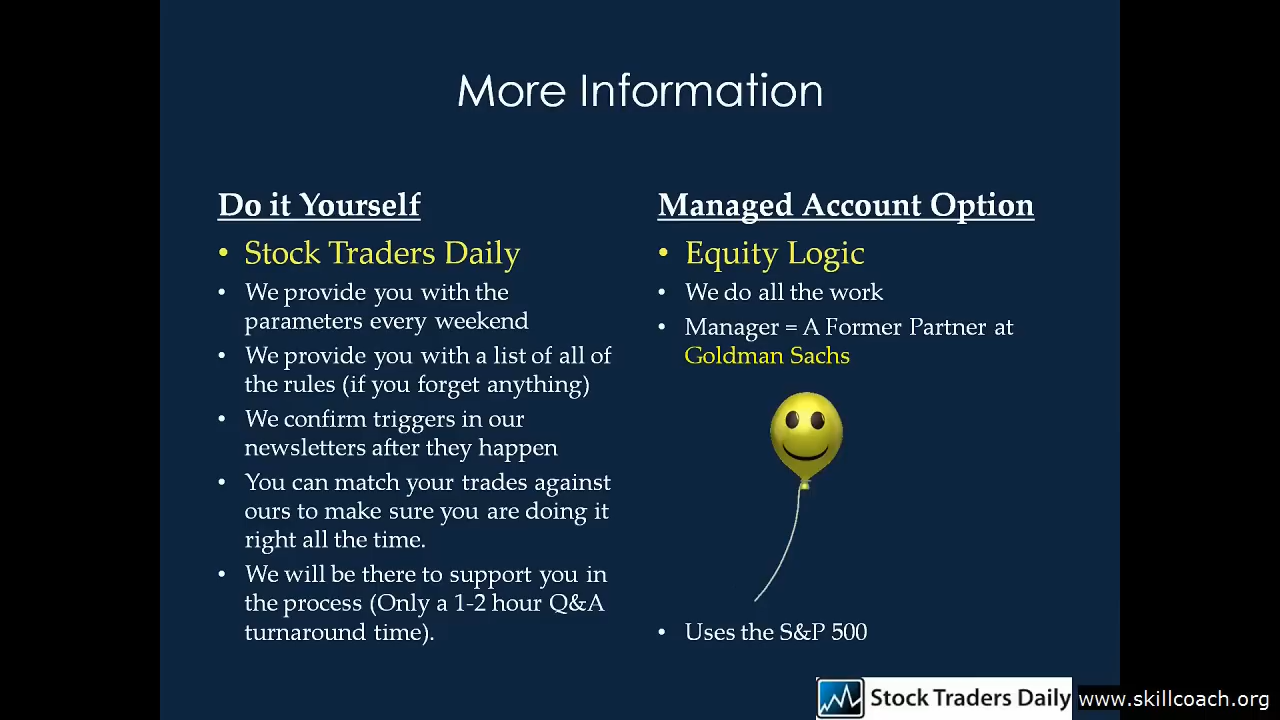 More Information
Do it Yourself
• Stock Traders Daily
• We provide you with the
parameters every weekend
• We provide you with a list of all of
the rules (if you forget anything)
• We confirm triggers in our
newsletters after they happen
• You can match your trades against
ours to make sure you are doing it
right all the time.
• We will be there to support you in
the process (Only a 1-2 hour Q&A
turnaround time).
Managed Account Option
• Equity Logic
• We do all the work
• Manager = A Former Partner at
Goldman Sachs
• Uses the S&P 500
Stock Traders Daily
www.skillcoach.org